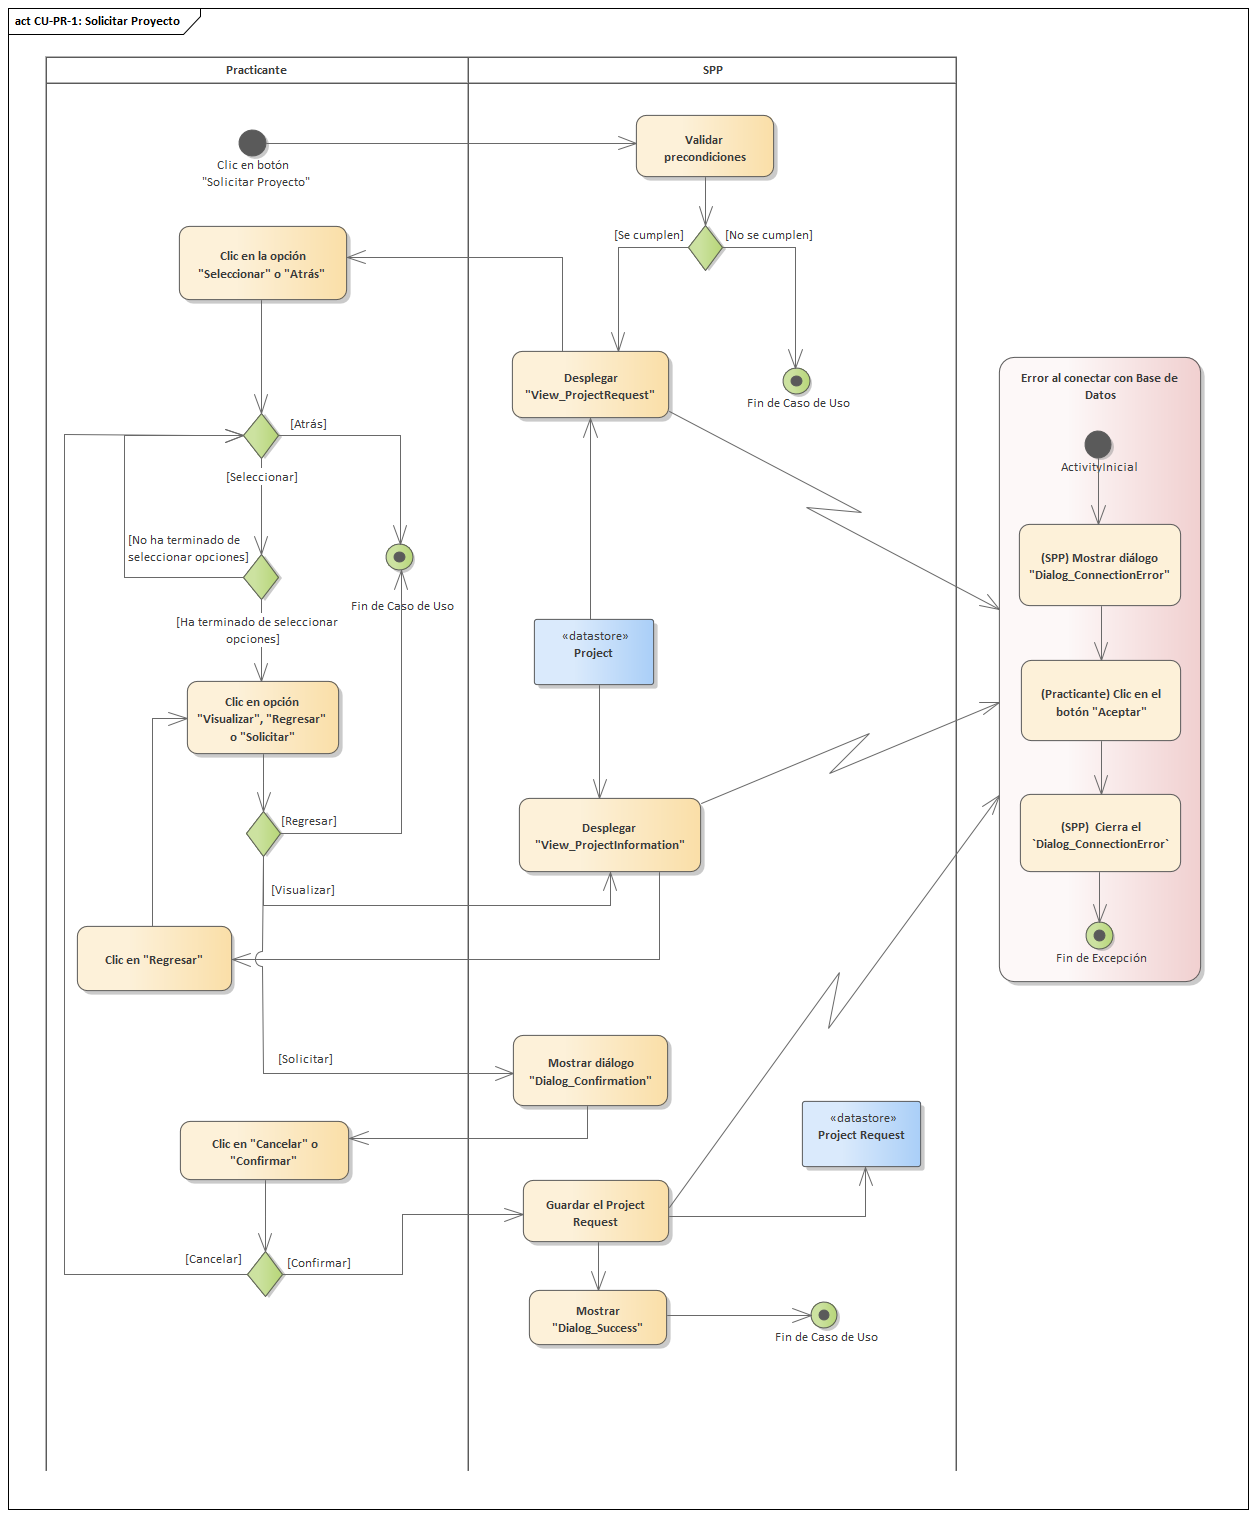 act CU-PR-1: Solicitar Proyecto
Practicante
SPP
Clic en botón
"Solicitar Proyecto"
Validar
precondiciones
[Se cumplen]
[No se cumplen]
Clic en la opción
"Seleccionar" o "Atrás"
Desplegar
"View_ProjectRequest"
Fin de Caso de Uso
Error al conectar con Base de
Datos
ActivityInicial
[Atrás]
[Seleccionar]
[No ha terminado de
seleccionar opciones]
Fin de Caso de Uso
[Ha terminado de seleccionar
opciones]
(SPP) Mostrar diálogo
"Dialog_ConnectionError"
«datastore»
Project
Clic en opción
"Visualizar", "Regresar"
o "Solicitar"
(Practicante) Clic en el
botón "Aceptar"
[Regresar]
Desplegar
"View_ProjectInformation"
(SPP)  Cierra el
`Dialog_ConnectionError`
[Visualizar]
Clic en "Regresar"
Fin de Excepción
[Solicitar]
Mostrar diálogo
"Dialog_Confirmation"
«datastore»
Project Request
Clic en "Cancelar" o
"Confirmar"
Guardar el Project
Request
[Cancelar]
[Confirmar]
Mostrar
"Dialog_Success"
Fin de Caso de Uso